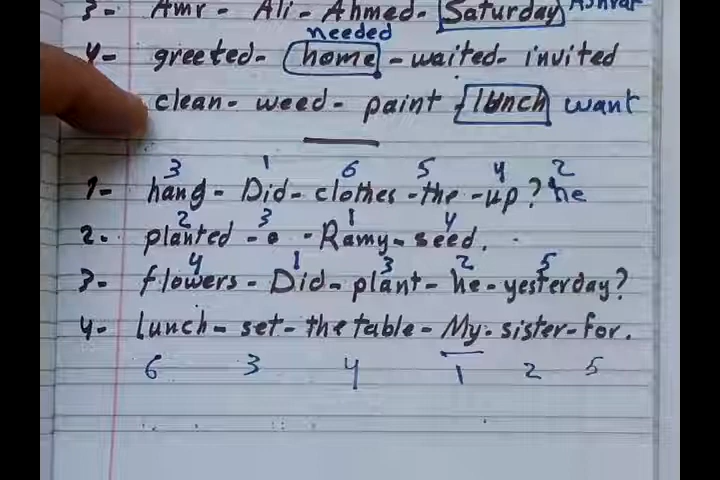 3- Amr - Ali - Ahmed - Saturday Ashraf
needed
4- greeted - home - waited - invited
clean - weed - paint - lunch want
3 1 6 5 4 2
1- hang - Did - clothes - the - up? he
2 3 1 4
2. planted - a - Ramy - seed.
4 1 3 2 5
3- flowers - Did - plant - he - yesterday?
4- lunch - set - the table - My - sister - for.
6 3 4 1 2 5